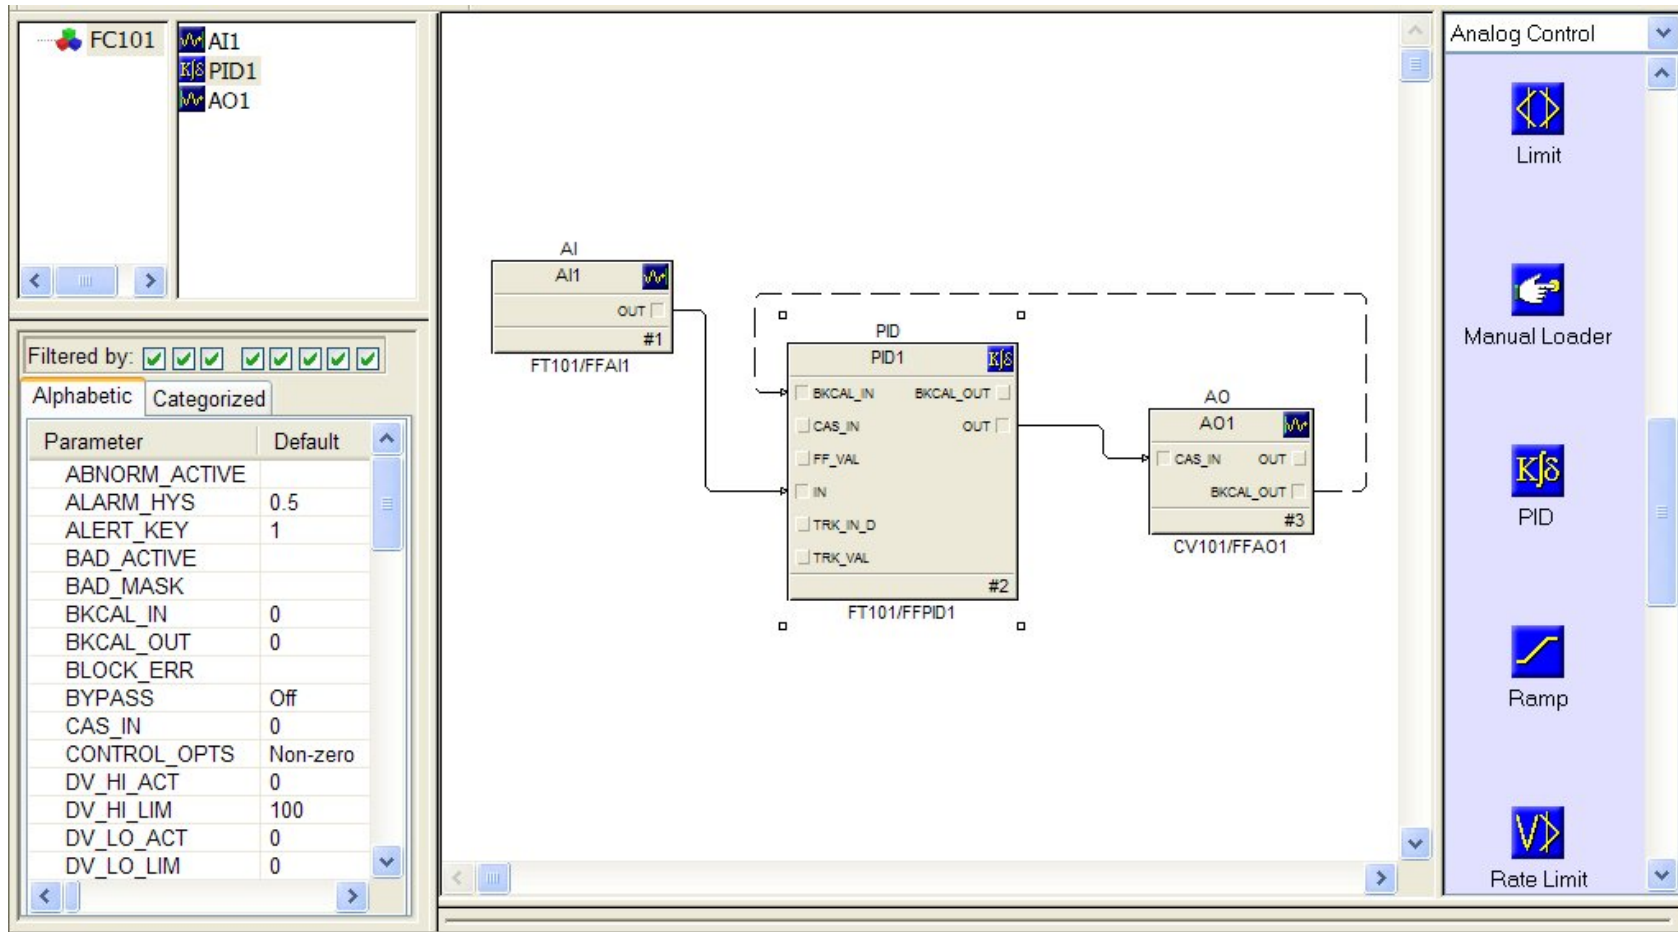 FC101
AI1
PID1
AO1
Filtered by:
Alphabetic Categorized
Parameter Default
ABNORM_ACTIVE
ALARM_HYS 0.5
ALERT_KEY 1
BAD_ACTIVE
BAD_MASK
BKCAL_IN 0
BKCAL_OUT 0
BLOCK_ERR
BYPASS Off
CAS_IN 0
CONTROL_OPTS Non-zero
DV_HI_ACT 0
DV_HI_LIM 100
DV_LO_ACT 0
DV_LO_LIM 0
AI
AI1
OUT
#1
FT101/FFAI1
PID
PID1
K∫δ
BKCAL_IN BKCAL_OUT
CAS_IN OUT
FF_VAL
IN
TRK_IN_D
TRK_VAL
#2
FT101/FFPID1
AO
AO1
CAS_IN OUT
BKCAL_OUT
#3
CV101/FFAO1
Analog Control
Limit
Manual Loader
K∫δ
PID
Ramp
Rate Limit